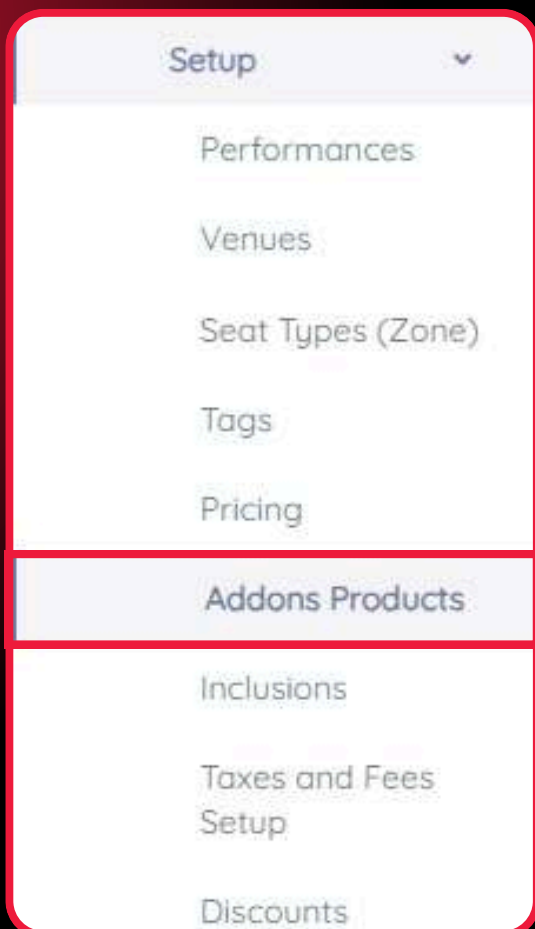 Setup
Performances
Venues
Seat Types (Zone)
Tags
Pricing
Addons Products
Inclusions
Taxes and Fees
Setup
Discounts